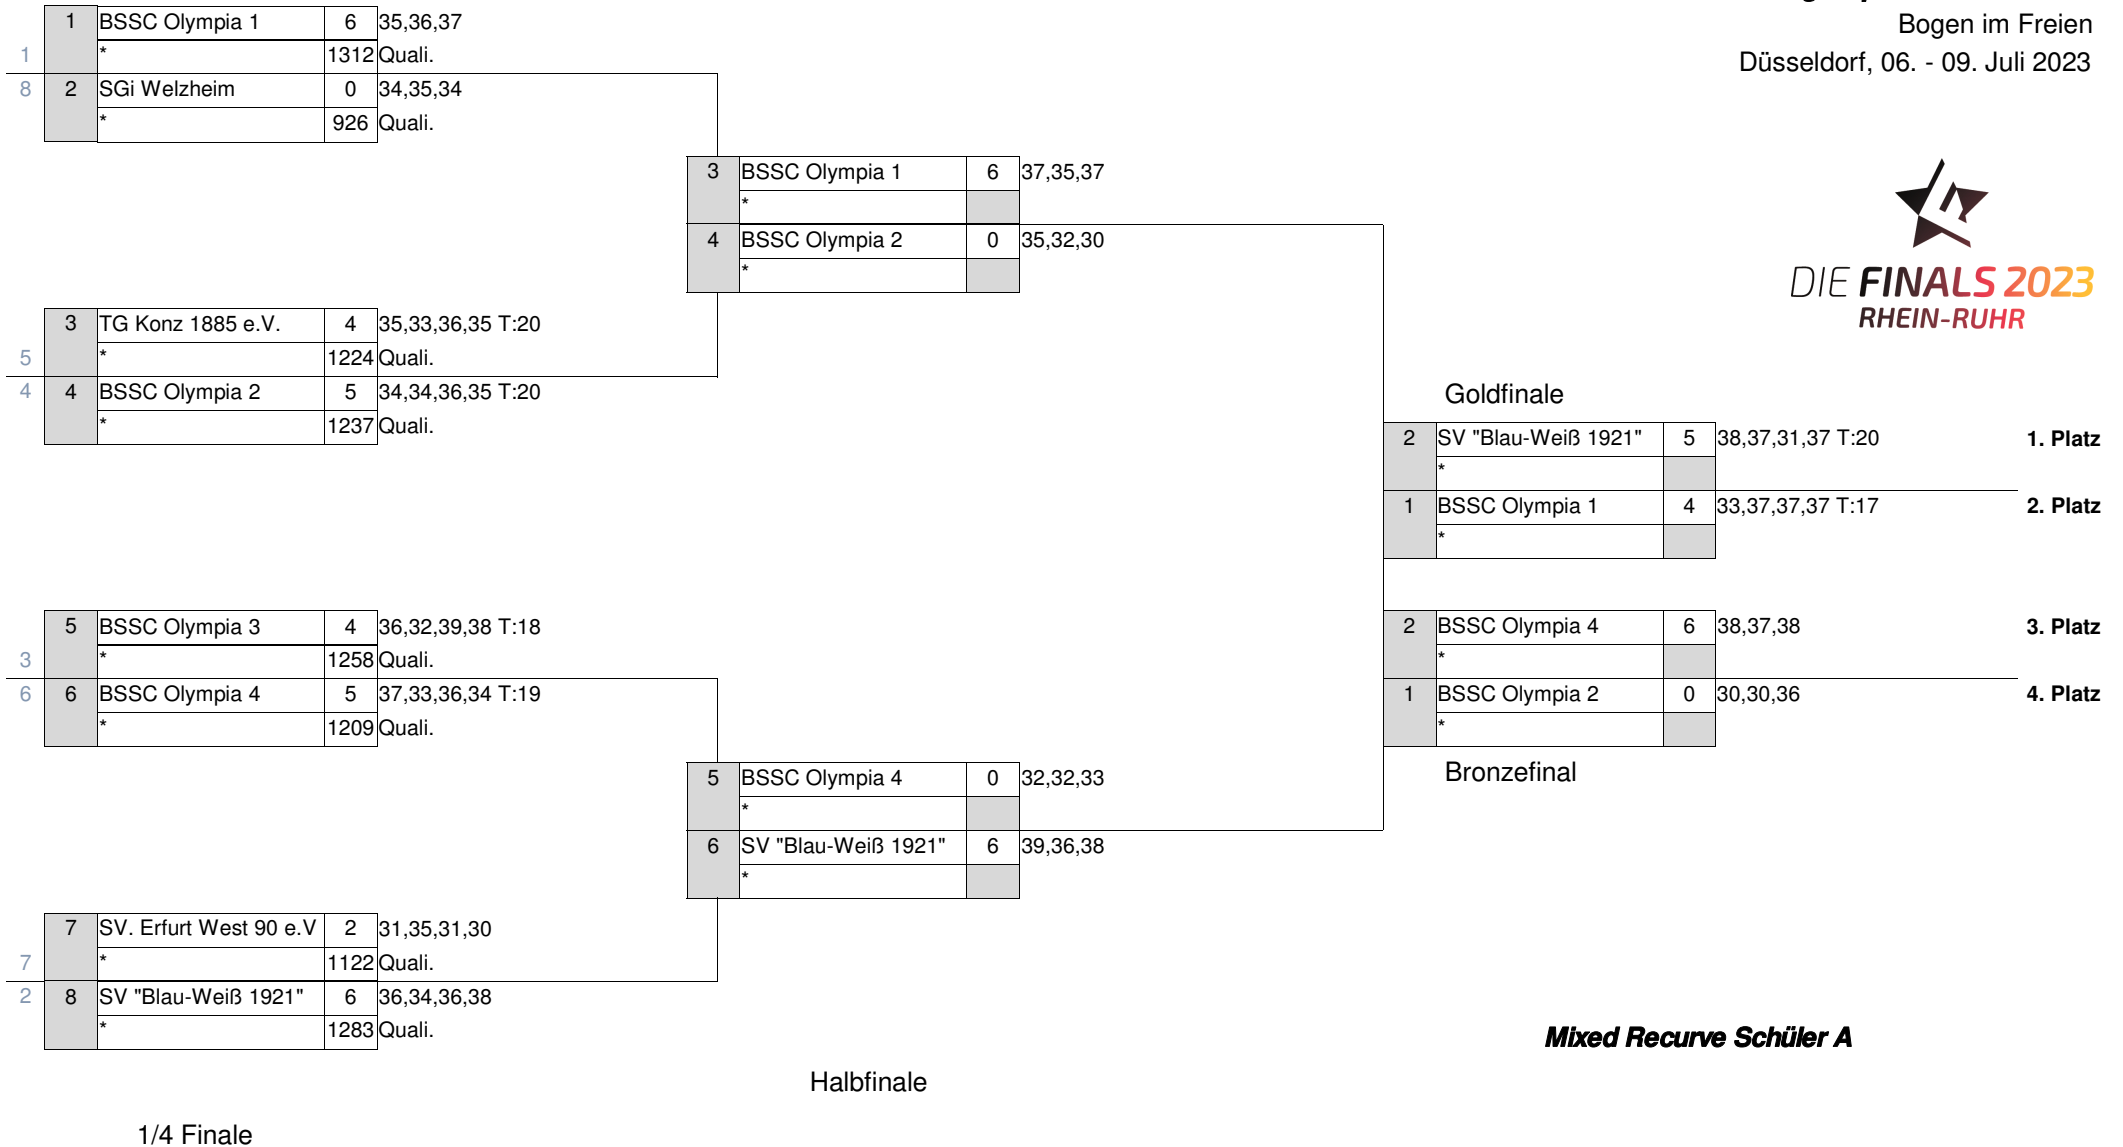 Bogen im Freien
Düsseldorf, 06. - 09. Juli 2023
DIE FINALS 2023
RHEIN-RUHR
1 BSSC Olympia 1 6 35,36,37
1 * 1312 Quali.
8 2 SGi Welzheim 0 34,35,34
* 926 Quali.
3 BSSC Olympia 1 6 37,35,37
*
4 BSSC Olympia 2 0 35,32,30
*
3 TG Konz 1885 e.V. 4 35,33,36,35 T:20
5 * 1224 Quali.
4 4 BSSC Olympia 2 5 34,34,36,35 T:20
* 1237 Quali.
Goldfinale
2 SV "Blau-Weiß 1921" 5 38,37,31,37 T:20 1. Platz
*
1 BSSC Olympia 1 4 33,37,37,37 T:17 2. Platz
*
5 BSSC Olympia 3 4 36,32,39,38 T:18
3 * 1258 Quali.
6 6 BSSC Olympia 4 5 37,33,36,34 T:19
* 1209 Quali.
2 BSSC Olympia 4 6 38,37,38 3. Platz
*
1 BSSC Olympia 2 0 30,30,36 4. Platz
*
Bronzefinal
5 BSSC Olympia 4 0 32,32,33
*
6 SV "Blau-Weiß 1921" 6 39,36,38
*
7 SV. Erfurt West 90 e.V 2 31,35,31,30
7 * 1122 Quali.
2 8 SV "Blau-Weiß 1921" 6 36,34,36,38
* 1283 Quali.
Mixed Recurve Schüler A
Halbfinale
1/4 Finale